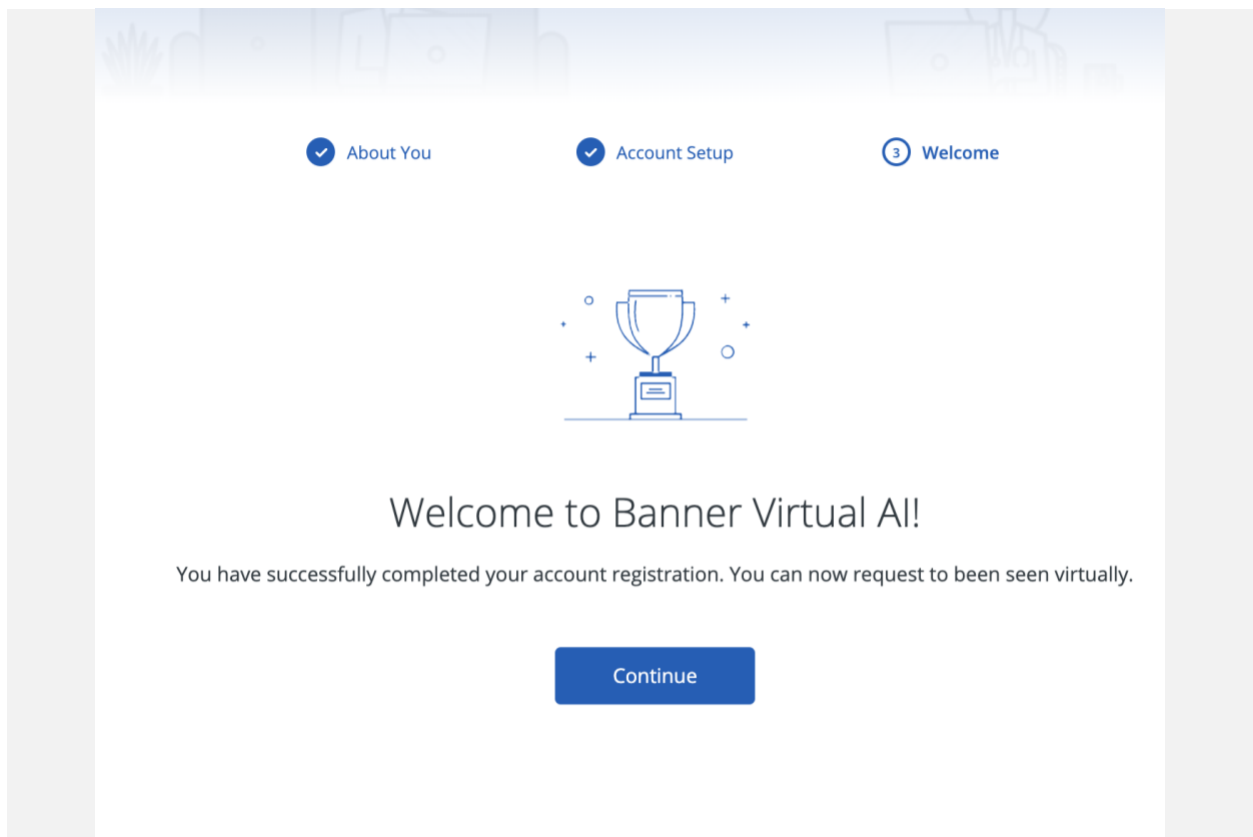 About You
Account Setup
3 Welcome
Welcome to Banner Virtual AI!
You have successfully completed your account registration. You can now request to been seen virtually.
Continue